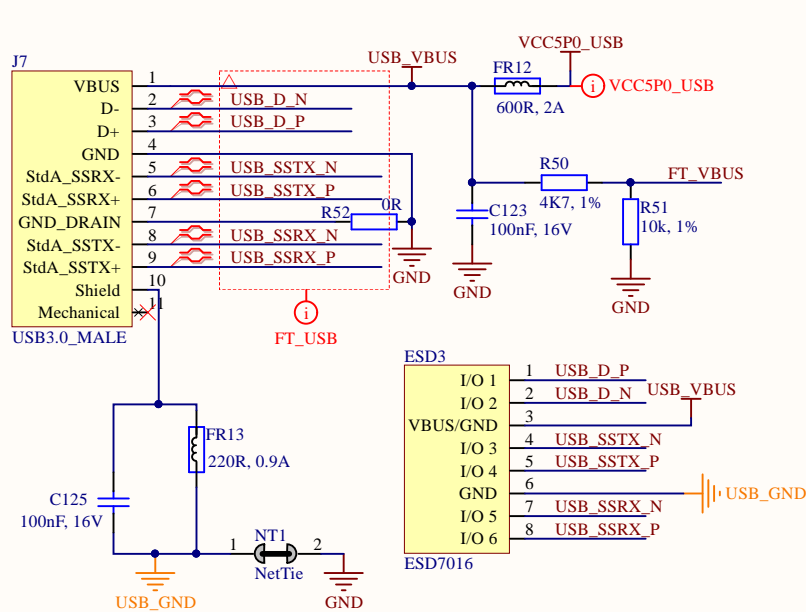 J7
VBUS 1
D- 2 USB_D_N
D+ 3 USB_D_P
GND 4
StdA_SSRX- 5 USB_SSTX_N
StdA_SSRX+ 6 USB_SSTX_P
GND_DRAIN 7 R52 0R
StdA_SSTX- 8 USB_SSRX_N
StdA_SSTX+ 9 USB_SSRX_P
Shield 10
Mechanical 11
USB3.0_MALE
i
FT_USB
GND
USB_VBUS
FR12
600R, 2A
VCC5P0_USB
i VCC5P0_USB
R50
4K7, 1%
FT_VBUS
C123
100nF, 16V
GND
R51
10k, 1%
GND
FR13
220R, 0.9A
C125
100nF, 16V
USB_GND
1 NT1 2
NetTie
GND
ESD3
I/O 1 1 USB_D_P
I/O 2 2 USB_D_N
VBUS/GND 3 USB_VBUS
I/O 3 4 USB_SSTX_N
I/O 4 5 USB_SSTX_P
GND 6 USB_GND
I/O 5 7 USB_SSRX_N
I/O 6 8 USB_SSRX_P
ESD7016